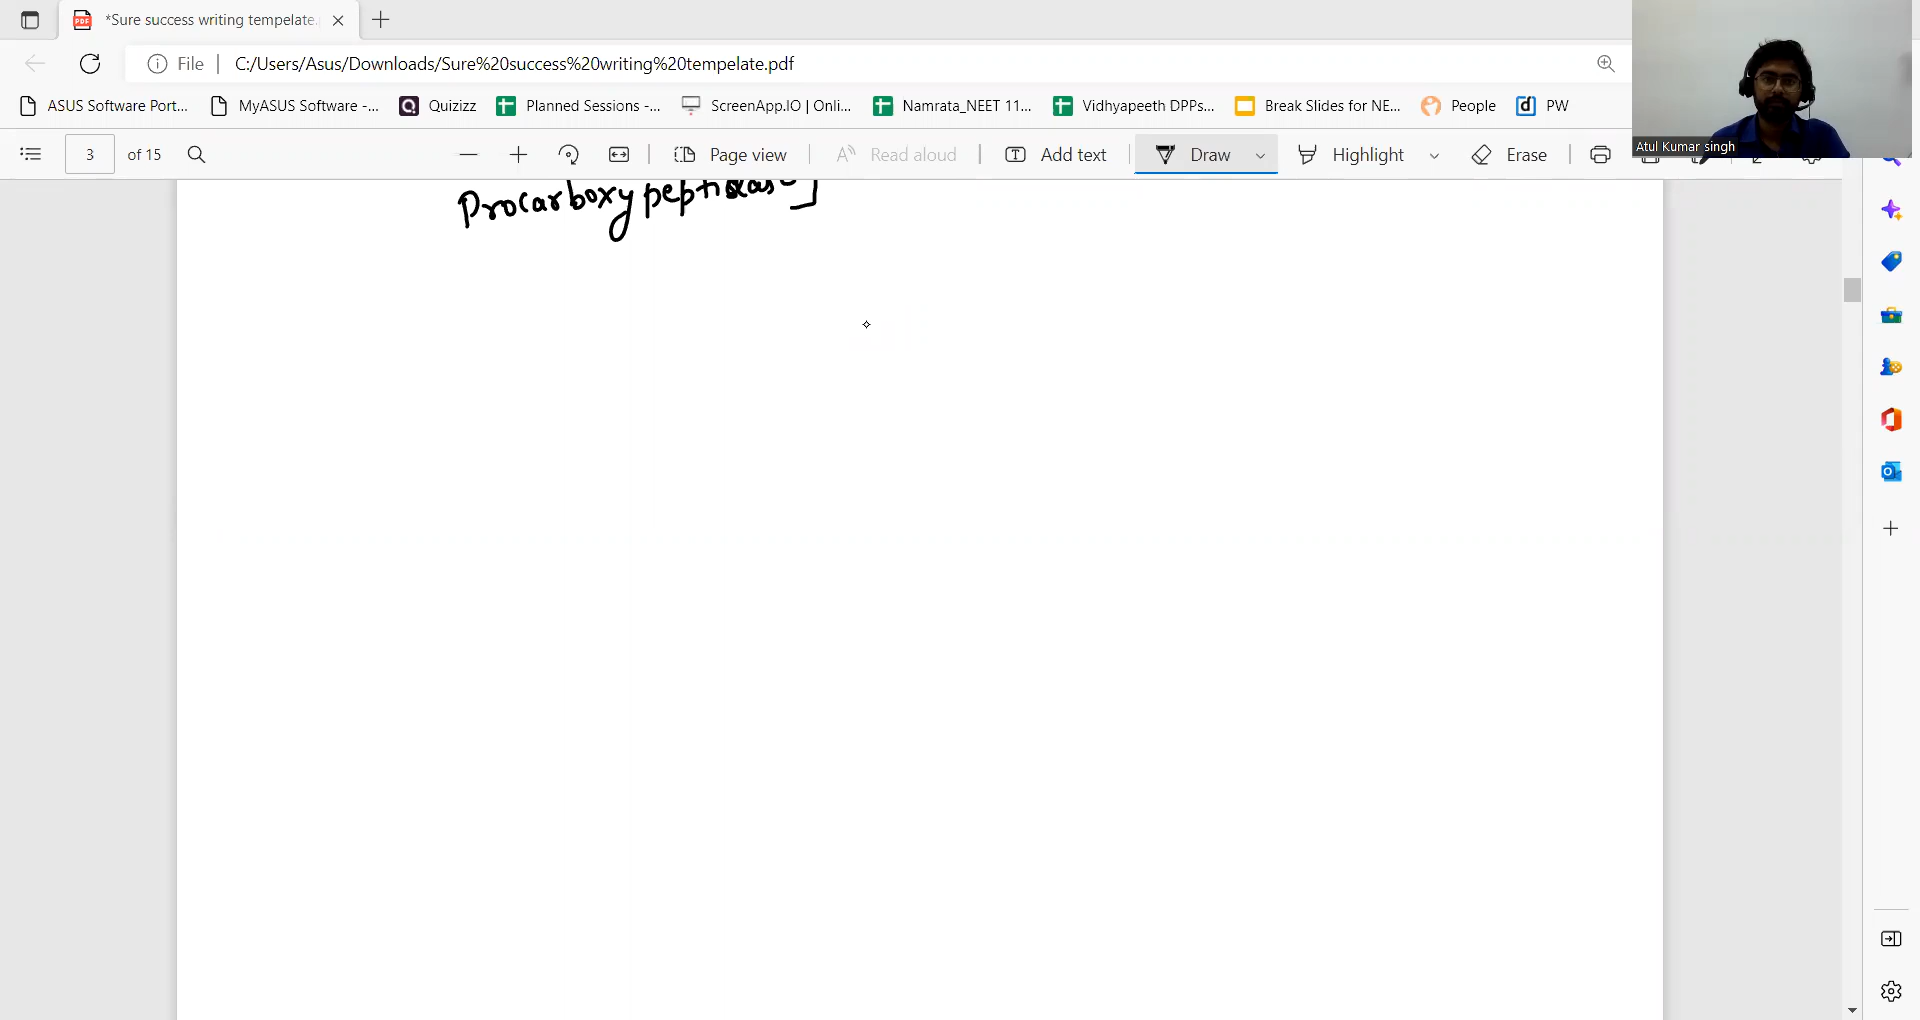 *Sure success writing tempelate.
File | C:/Users/Asus/Downloads/Sure%20success%20writing%20tempelate.pdf
ASUS Software Port... MyASUS Software -... Quizizz Planned Sessions -... ScreenApp.IO | Onli... Namrata_NEET 11... Vidhyapeeth DPPs... Break Slides for NE... People PW
3 of 15 Page view Read aloud Add text Draw Highlight Erase
Atul Kumar singh
Procarboxypeptidase]